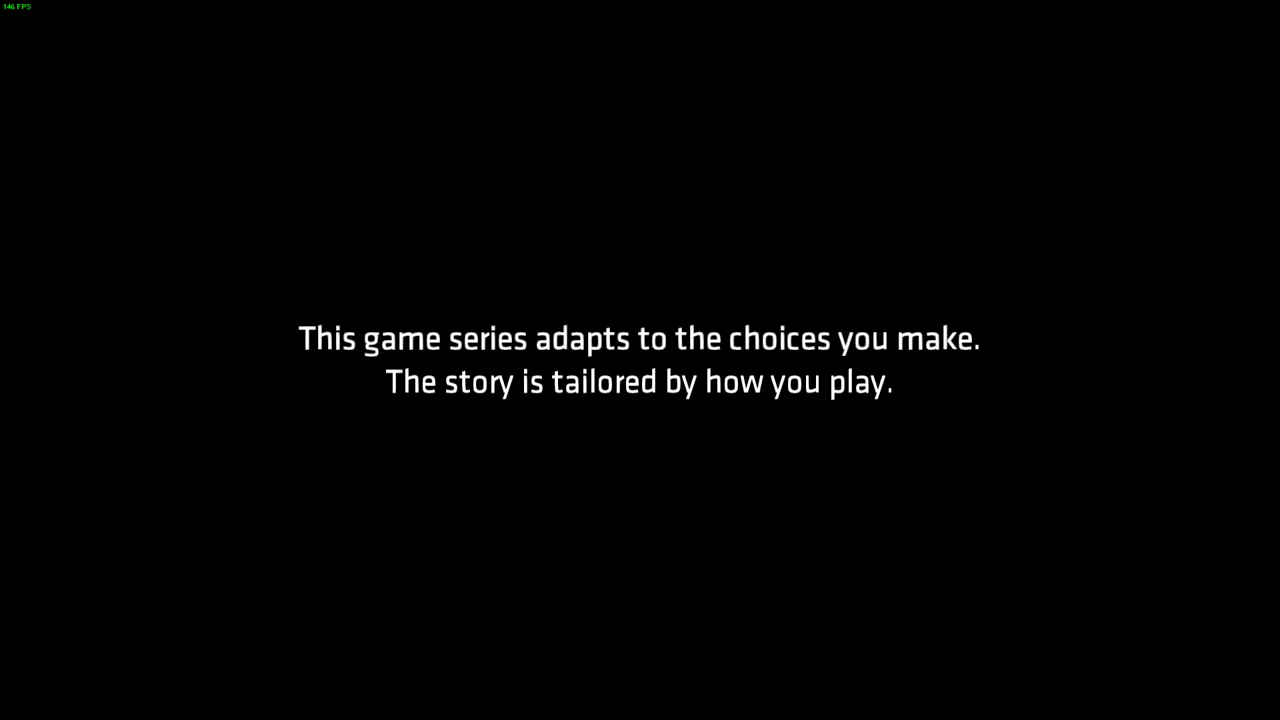 146 FPS
This game series adapts to the choices you make.
The story is tailored by how you play.